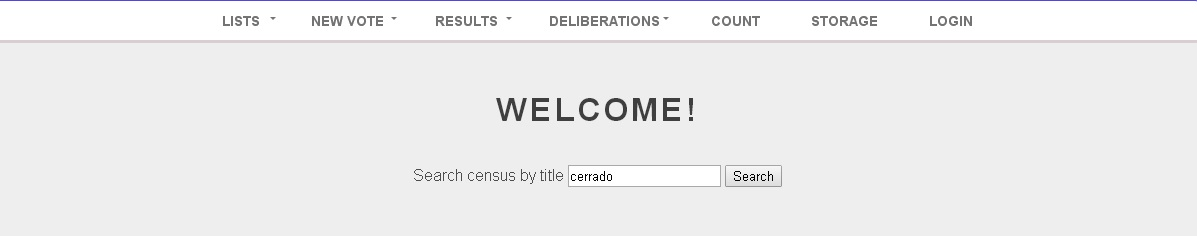 LISTS NEW VOTE RESULTS DELIBERATIONS COUNT STORAGE LOGIN
WELCOME!
Search census by title cerrado Search